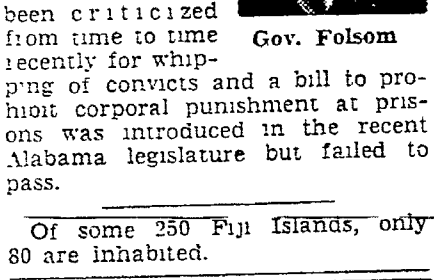 been criticized
from time to time
recently for whip-
Gov. Folsom
ping of convicts and a bill to pro-
hibit corporal punishment at pris-
ons was introduced in the recent
Alabama legislature but failed to
pass.
Of some 250 Fiji Islands, only
80 are inhabited.